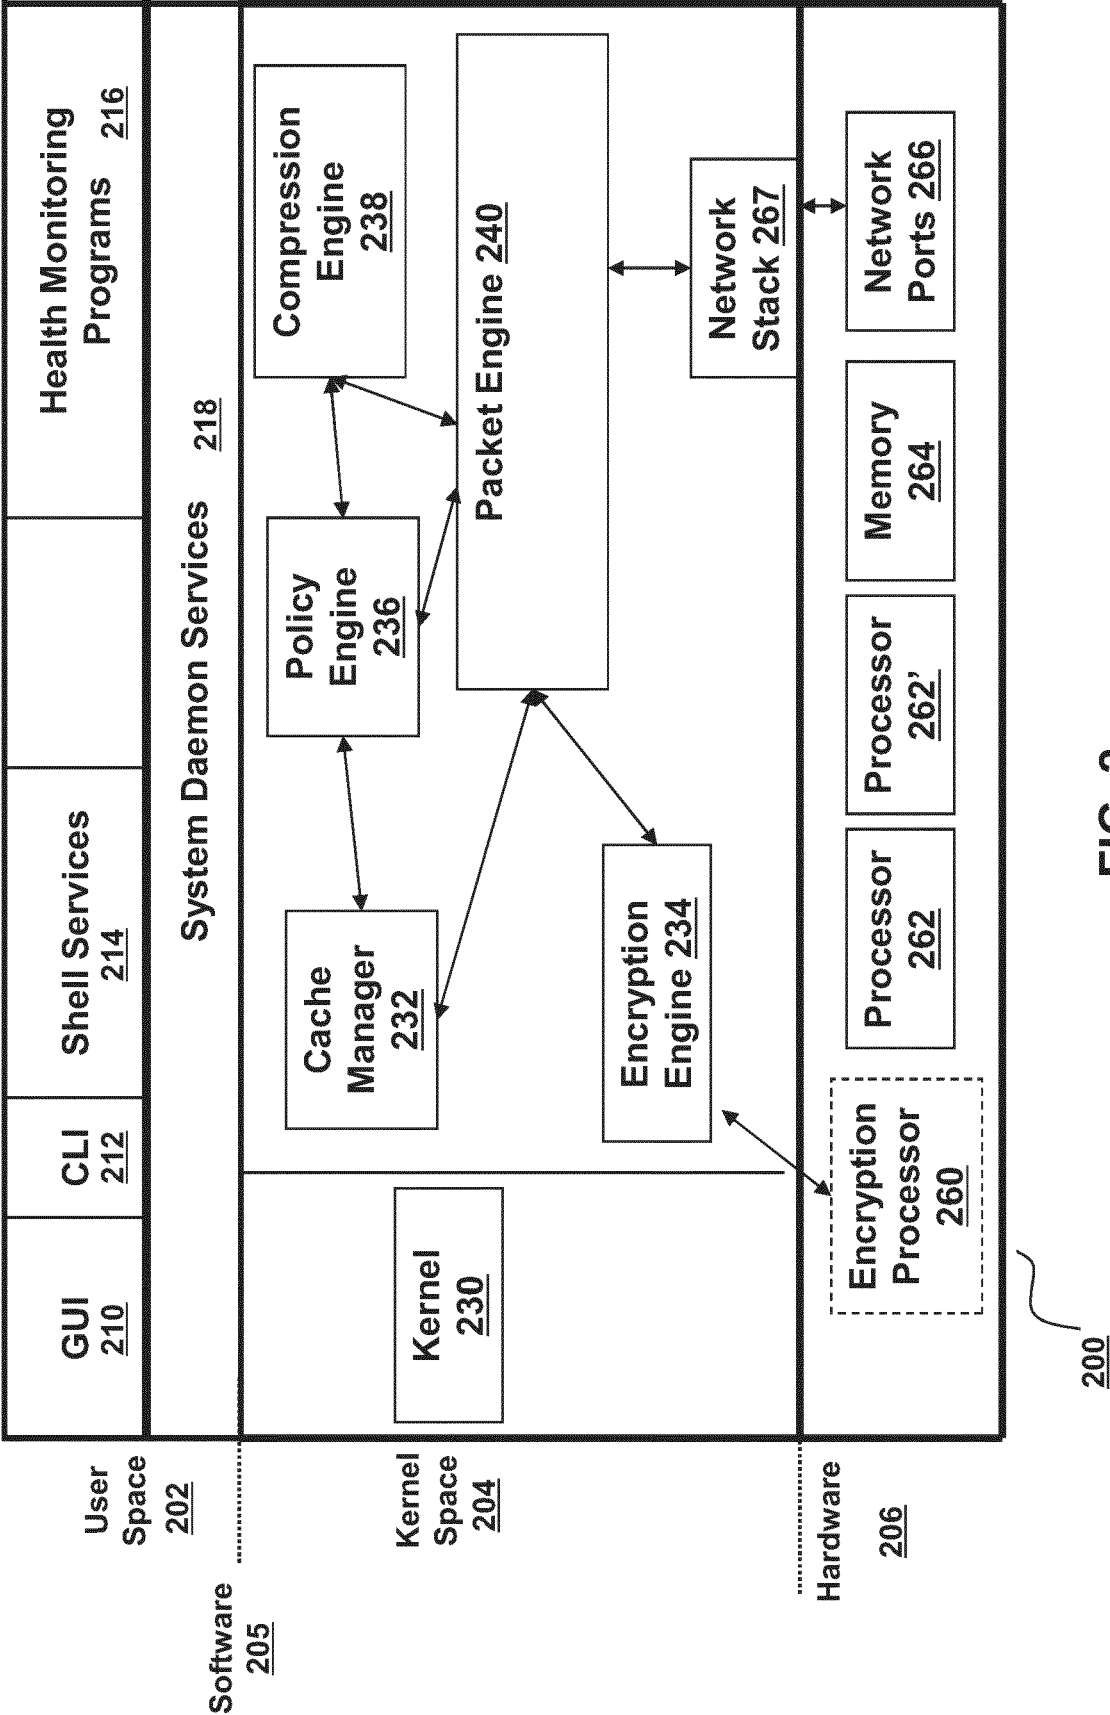 GUI
210
CLI
212
Shell Services
214
Health Monitoring
Programs 216
User
Space
202
System Daemon Services 218
Software
205
Kernel
Space
204
Kernel
230
Cache
Manager
232
Policy
Engine
236
Compression
Engine
238
Packet Engine 240
Encryption
Engine 234
Network
Stack 267
Hardware
206
Encryption
Processor
260
Processor
262
Processor
262’
Memory
264
Network
Ports 266
200
FIG.